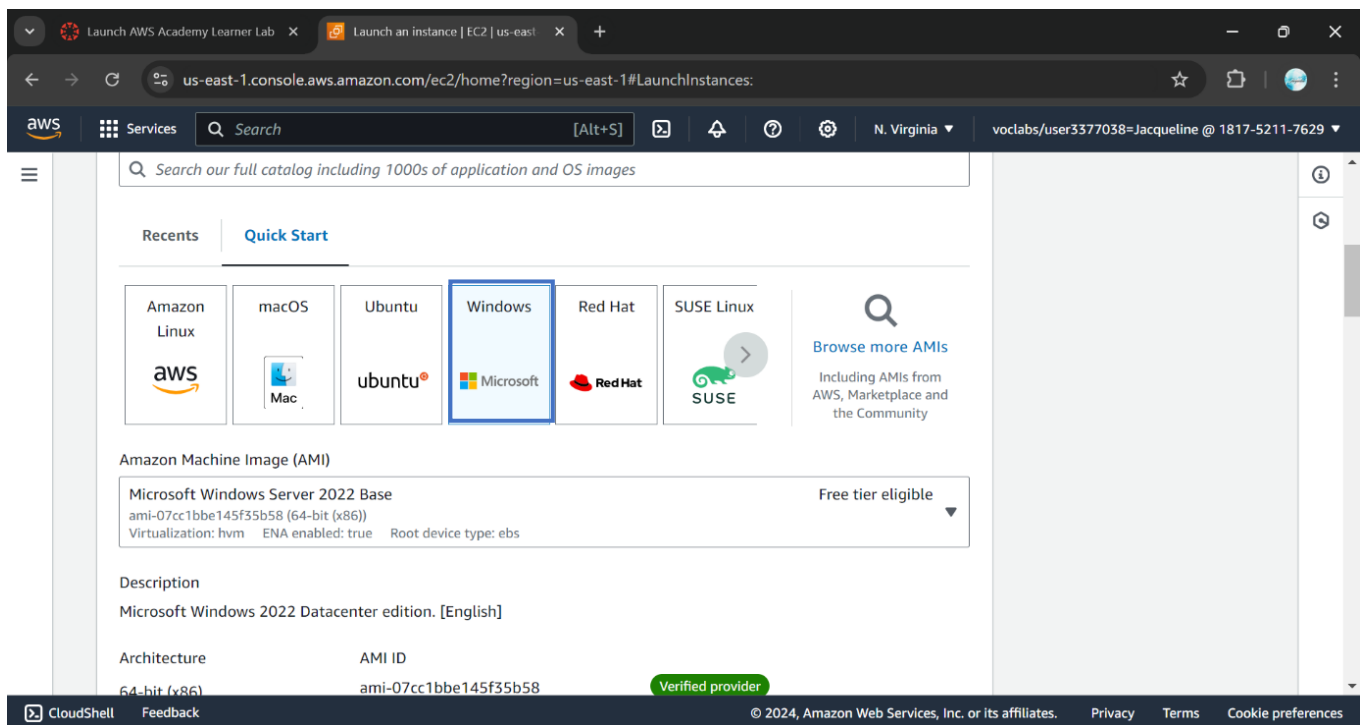 Launch AWS Academy Learner Lab
Launch an instance | EC2 | us-east-
us-east-1.console.aws.amazon.com/ec2/home?region=us-east-1#LaunchInstances:
aws
Services
Search
[Alt+S]
N. Virginia
voclabs/user3377038=Jacqueline @ 1817-5211-7629
Search our full catalog including 1000s of application and OS images
Recents
Quick Start
Amazon Linux
aws
macOS
Mac
Ubuntu
ubuntu
Windows
Microsoft
Red Hat
Red Hat
SUSE Linux
SUSE
Browse more AMIs
Including AMIs from
AWS, Marketplace and
the Community
Amazon Machine Image (AMI)
Microsoft Windows Server 2022 Base
Free tier eligible
ami-07cc1bbe145f35b58 (64-bit (x86))
Virtualization: hvm ENA enabled: true Root device type: ebs
Description
Microsoft Windows 2022 Datacenter edition. [English]
Architecture
AMI ID
64-bit (x86)
ami-07cc1bbe145f35b58
Verified provider
CloudShell
Feedback
© 2024, Amazon Web Services, Inc. or its affiliates.
Privacy
Terms
Cookie preferences